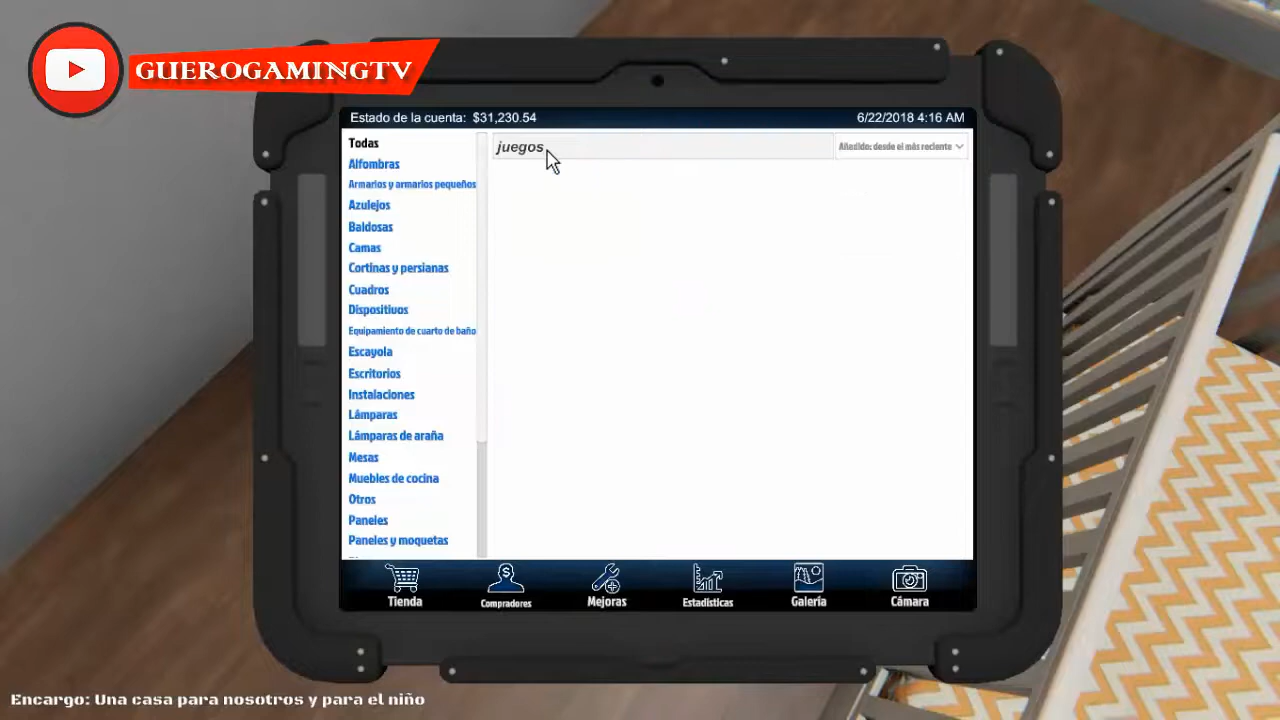 GUEROGAMINGTV
Estado de la cuenta: $31,230.54
6/22/2018 4:16 AM
Todas
Alfombras
Armarios y armarios pequeños
Azulejos
Baldosas
Camas
Cortinas y persianas
Cuadros
Dispositivos
Equipamiento de cuarto de baño
Escayola
Escritorios
Instalaciones
Lámparas
Lámparas de araña
Mesas
Muebles de cocina
Otros
Paneles
Paneles y moquetas
juegos
Añadido: desde el más reciente
Tienda
Compradores
Mejoras
Estadísticas
Galería
Cámara
Encargo: Una casa para nosotros y para el niño